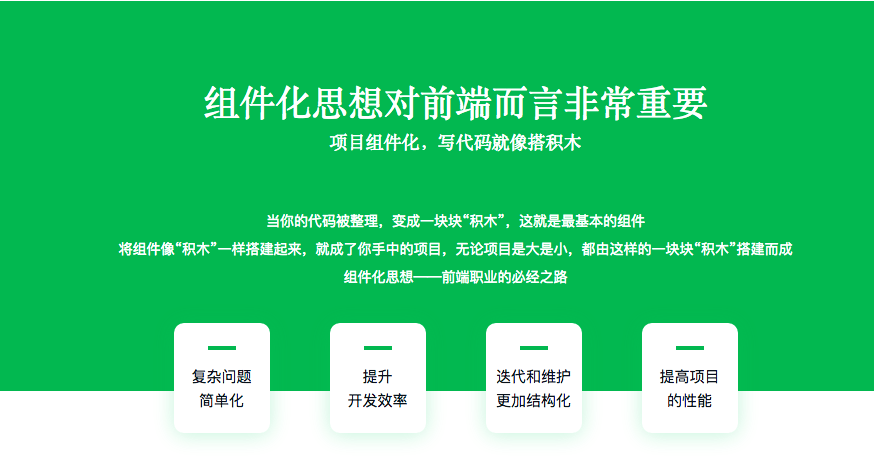 组件化思想对前端而言非常重要
项目组件化，写代码就像搭积木
当你的代码被整理，变成一块块“积木”，这就是最基本的组件
将组件像“积木”一样搭建起来，就成了你手中的项目，无论项目是大是小，都由这样的一块块“积木”搭建而成
组件化思想——前端职业的必经之路
复杂问题
简单化
提升
开发效率
迭代和维护
更加结构化
提高项目
的性能